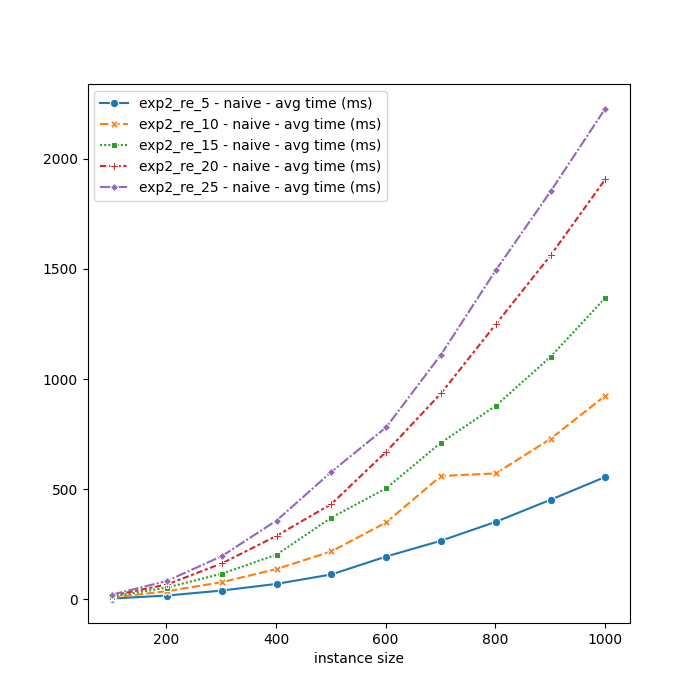 exp2_re_5 - naive - avg time (ms)
exp2_re_10 - naive - avg time (ms)
exp2_re_15 - naive - avg time (ms)
exp2_re_20 - naive - avg time (ms)
exp2_re_25 - naive - avg time (ms)
2000
1500
1000
500
0
200 400 600 800 1000
instance size